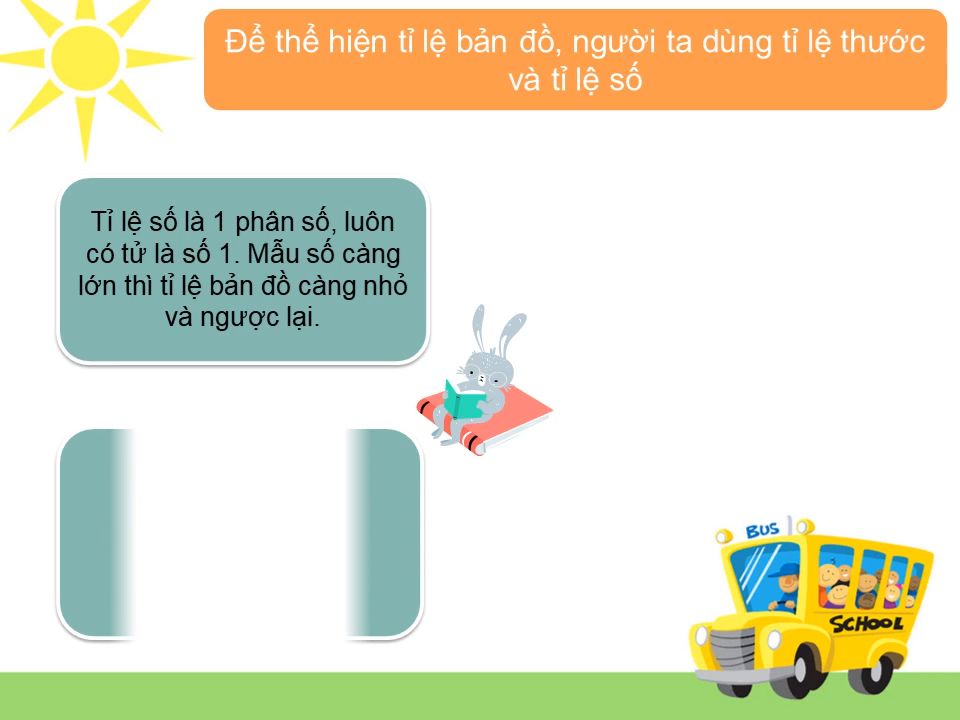 Để thể hiện tỉ lệ bản đồ, người ta dùng tỉ lệ thước
và tỉ lệ số
Tỉ lệ số là 1 phân số, luôn
có tử là số 1. Mẫu số càng
lớn thì tỉ lệ bản đồ càng nhỏ
và ngược lại.
BUS
SCHOOL